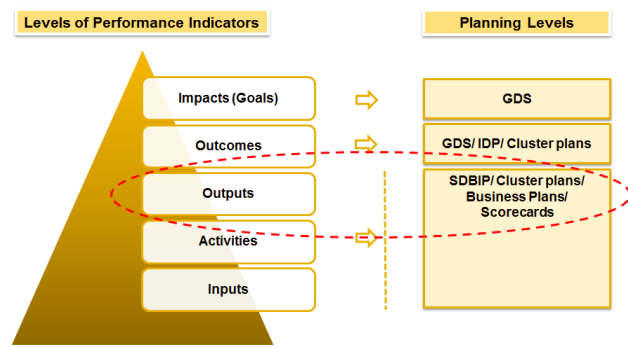 Levels of Performance Indicators
Planning Levels
Impacts (Goals)
GDS
Outcomes
GDS/ IDP/ Cluster plans
Outputs
SDBIP/ Cluster plans/
Business Plans/
Scorecards
Activities
Inputs